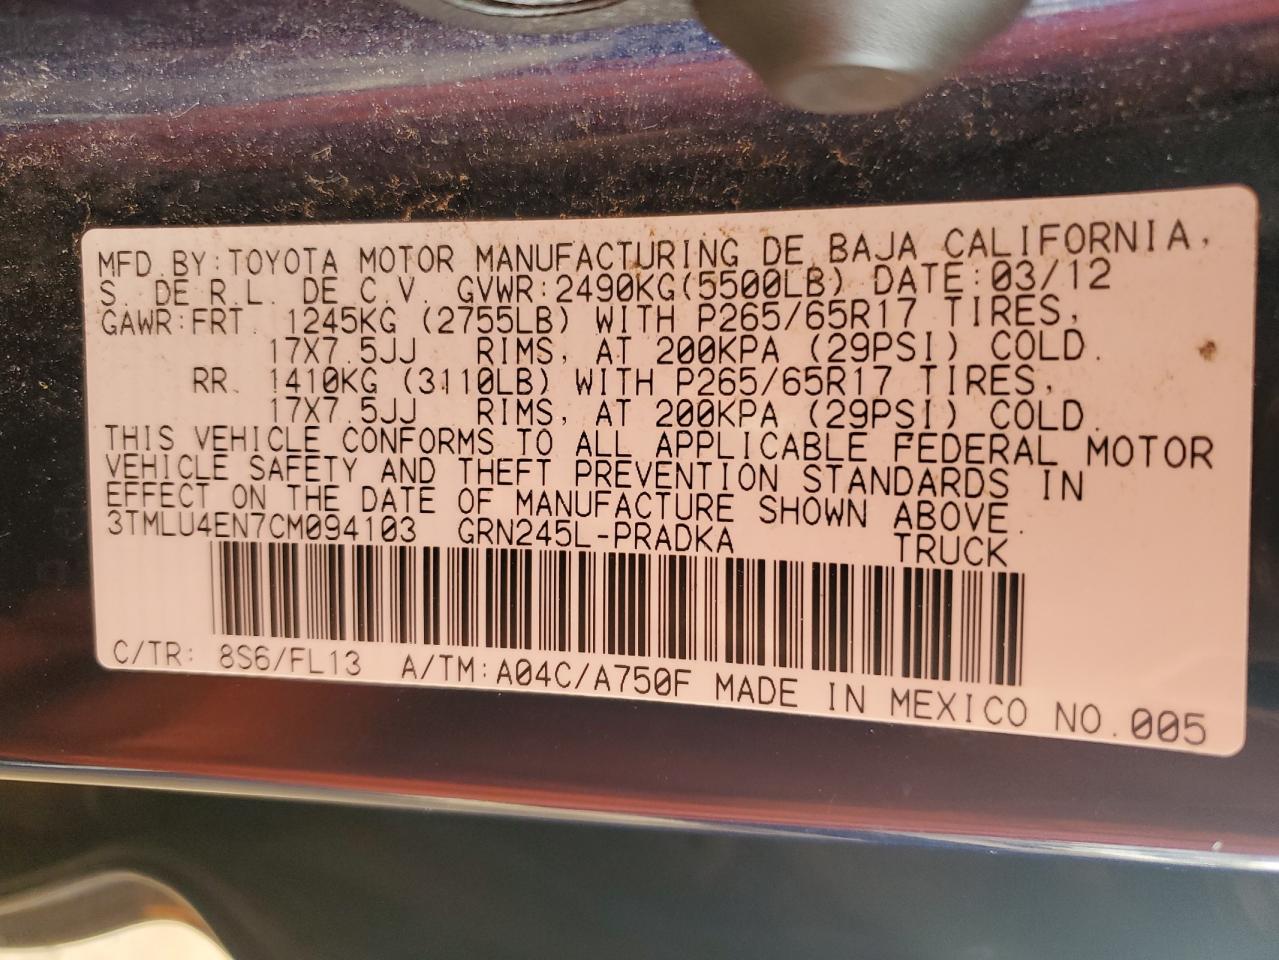 MFD. BY: TOYOTA MOTOR MANUFACTURING DE BAJA CALIFORNIA,
S. DE R.L. DE C.V. GVWR:2490KG(5500LB) DATE:03/12
GAWR:FRT. 1245KG (2755LB) WITH P265/65R17 TIRES,
17X7.5JJ RIMS, AT 200KPA (29PSI) COLD.
RR. 1410KG (3110LB) WITH P265/65R17 TIRES,
17X7.5JJ RIMS, AT 200KPA (29PSI) COLD.
THIS VEHICLE CONFORMS TO ALL APPLICABLE FEDERAL MOTOR
VEHICLE SAFETY AND THEFT PREVENTION STANDARDS IN
EFFECT ON THE DATE OF MANUFACTURE SHOWN ABOVE.
3TMLU4EN7CM094103 GRN245L-PRADKA TRUCK
C/TR: 8S6/FL13 A/TM:A04C/A750F MADE IN MEXICO NO.005